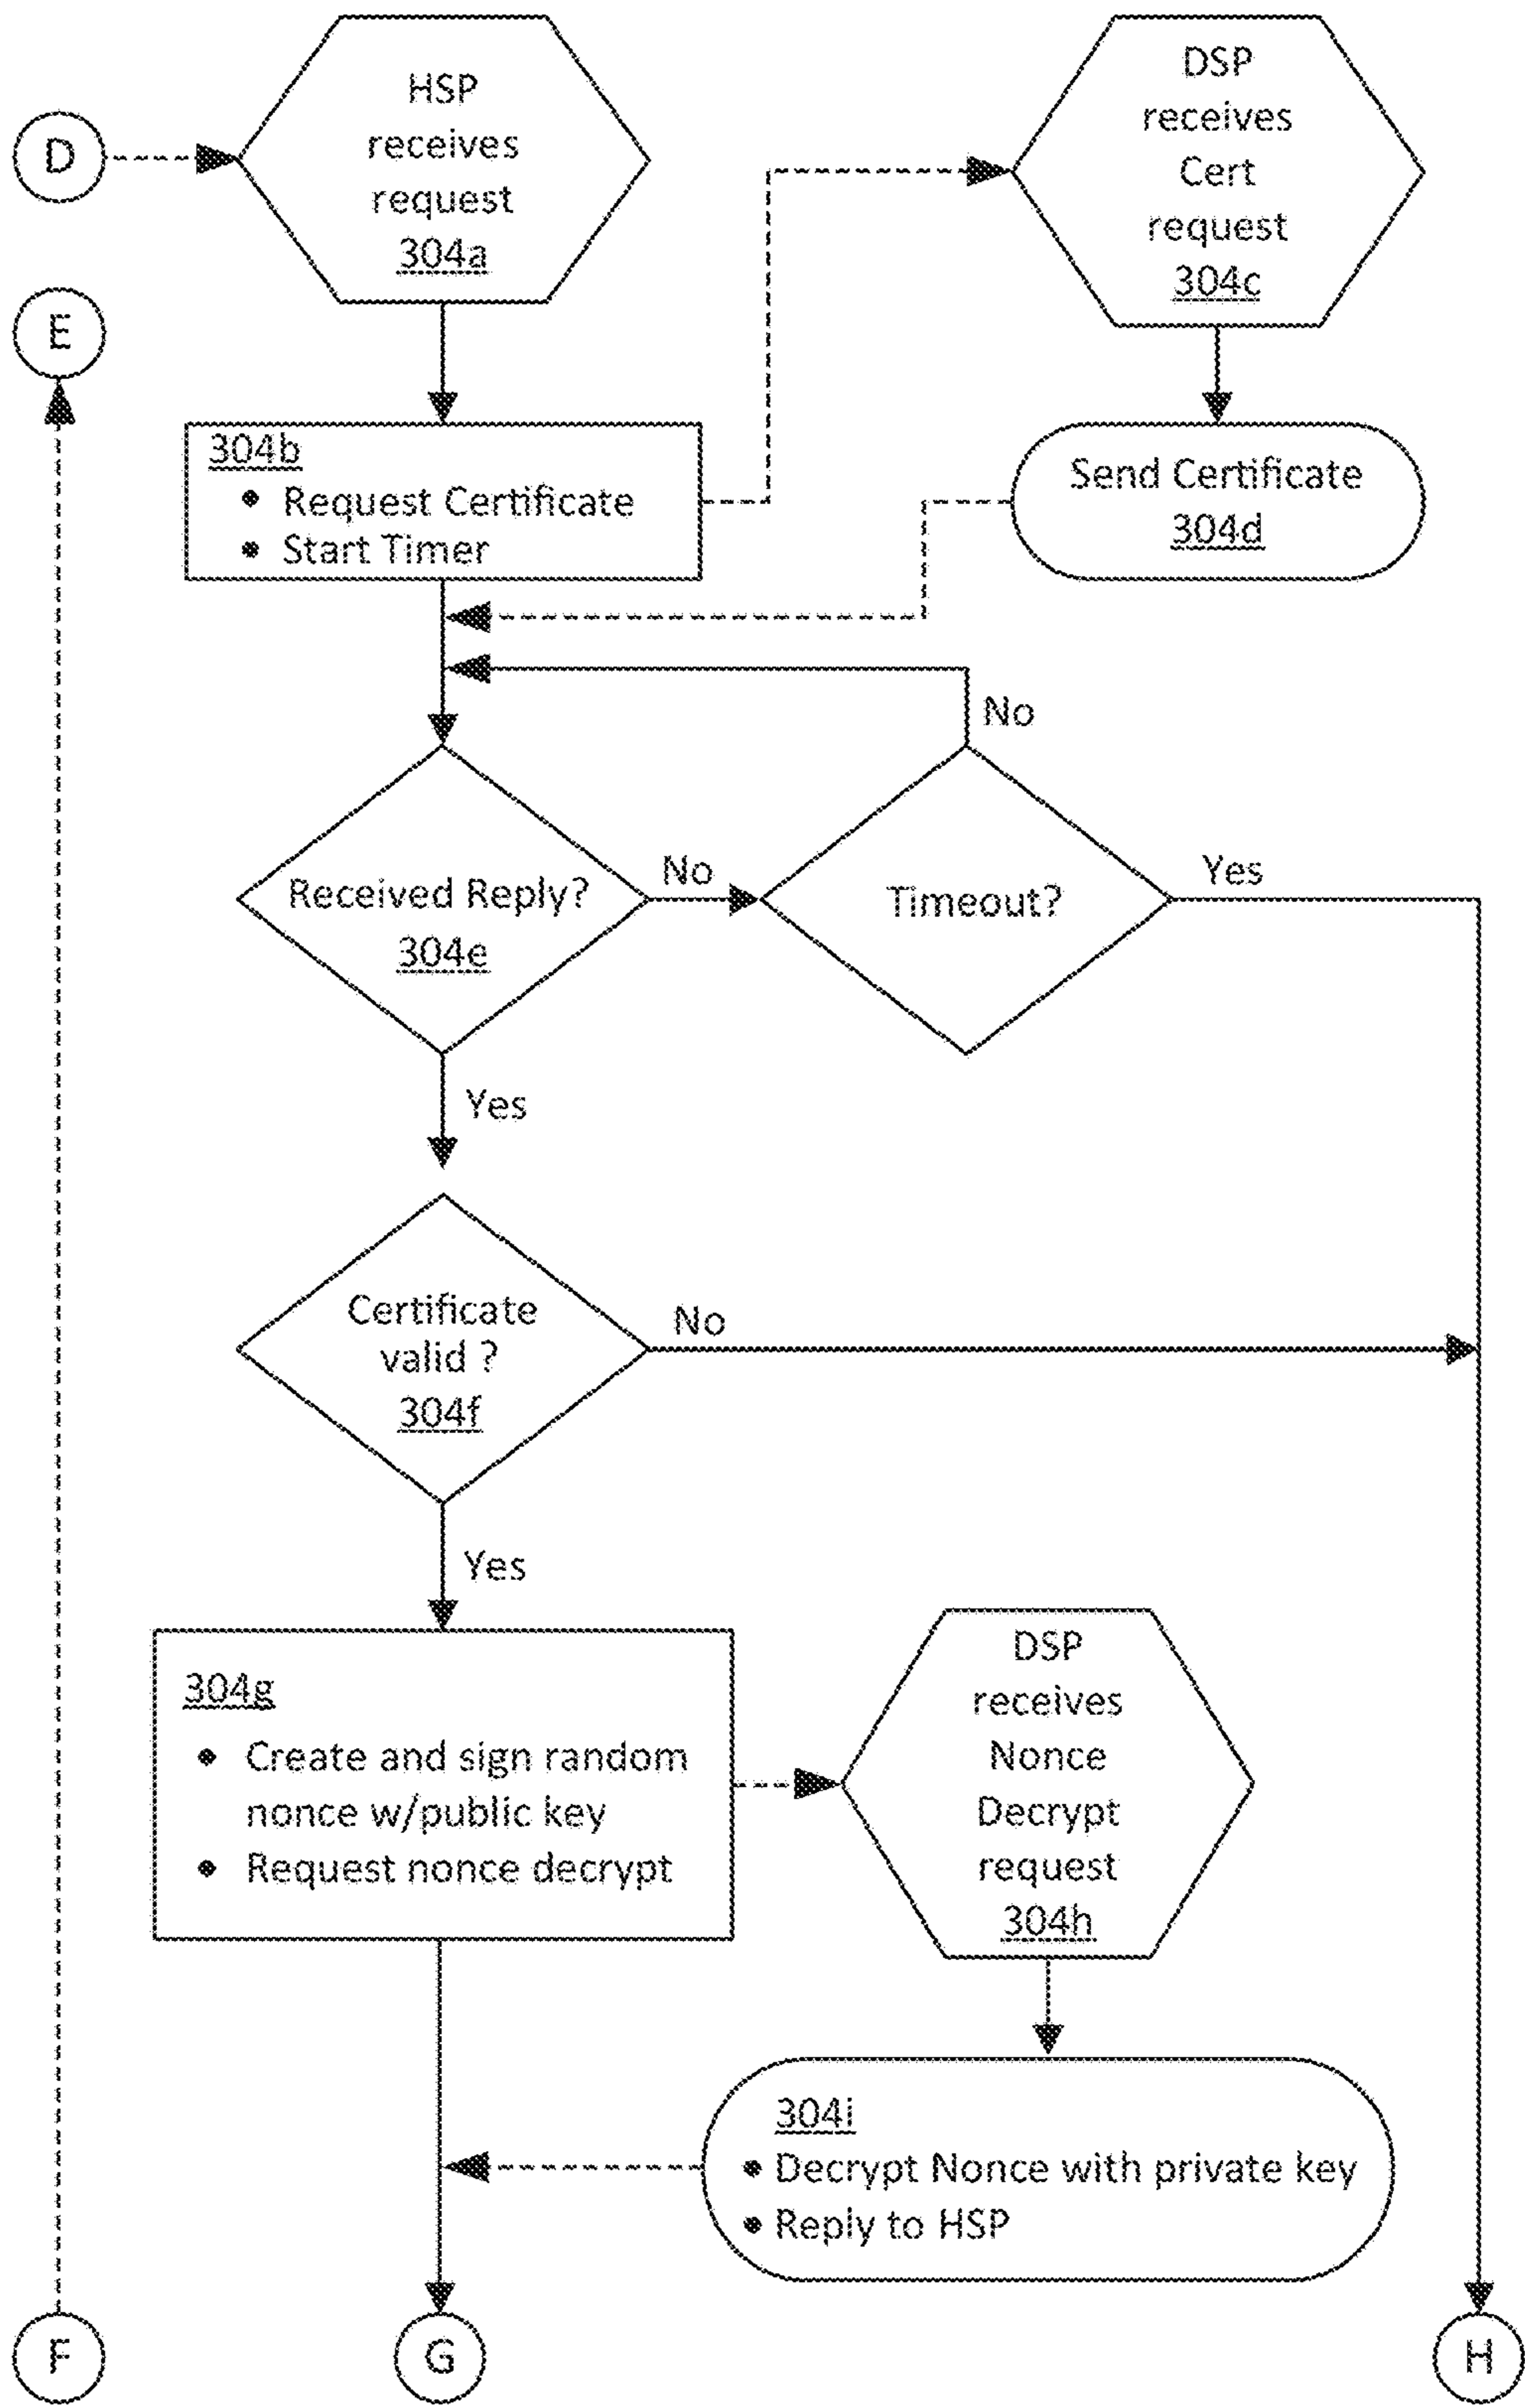 D
HSP
receives
request
304a
DSP
receives
Cert
request
304c
E
304b
• Request Certificate
• Start Timer
Send Certificate
304d
No
Received Reply?
304e
No
Timeout?
Yes
Yes
Certificate
valid ?
304f
No
Yes
304g
• Create and sign random
nonce w/public key
• Request nonce decrypt
DSP
receives
Nonce
Decrypt
request
304h
304i
• Decrypt Nonce with private key
• Reply to HSP
F
G
H